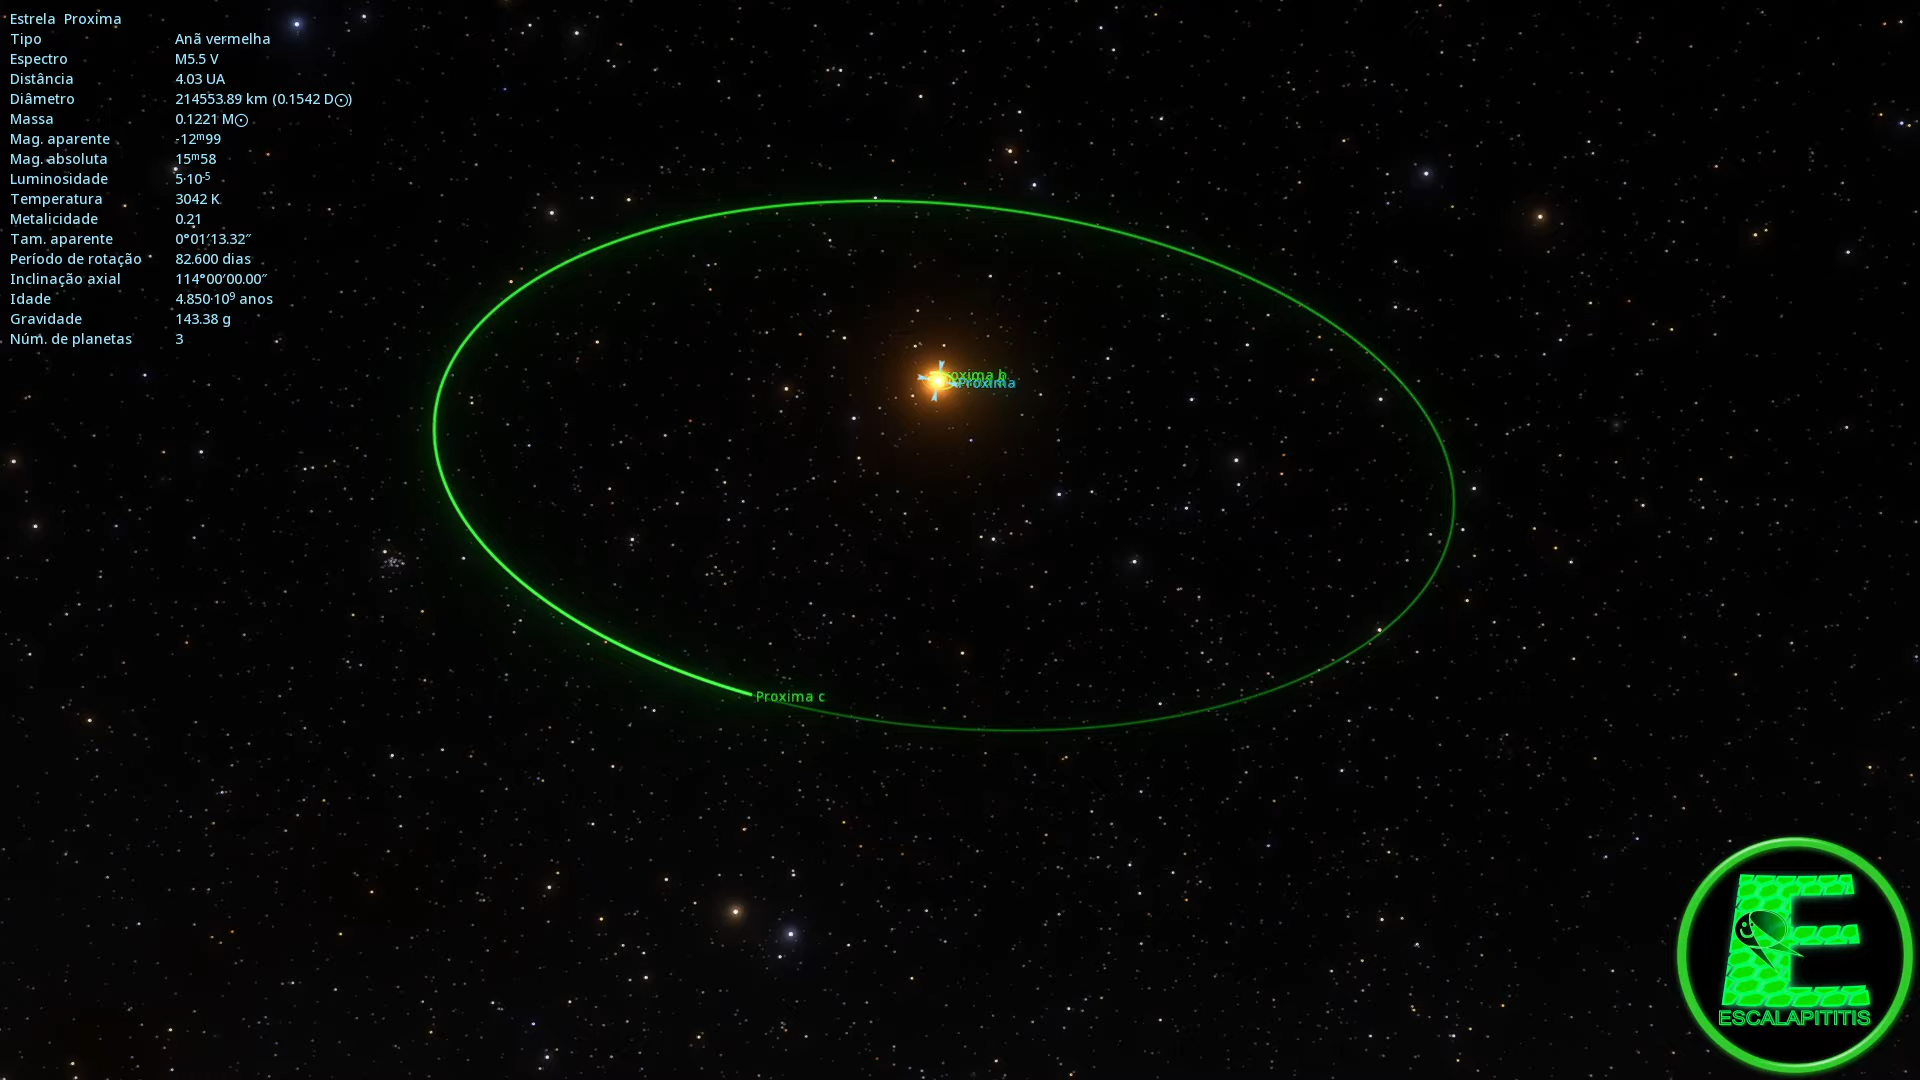 Estrela Proxima
Tipo Anã vermelha
Espectro M5.5 V
Distância 4.03 UA
Diâmetro 214553.89 km (0.1542 D☉)
Massa 0.1221 M☉
Mag. aparente -12ᵐ99
Mag. absoluta 15ᵐ58
Luminosidade 5·10⁻⁵
Temperatura 3042 K
Metalicidade 0.21
Tam. aparente 0°01′13.32″
Período de rotação 82.600 dias
Inclinação axial 114°00′00.00″
Idade 4.850·10⁹ anos
Gravidade 143.38 g
Núm. de planetas 3
Proxima
Proxima c
ESCALAPITITIS